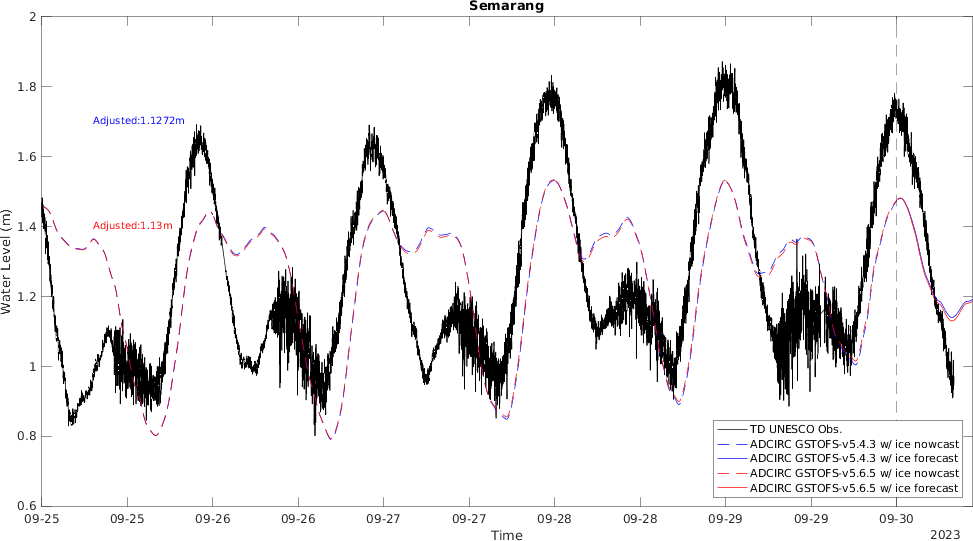 Semarang
2
1.8
1.6
1.4
1.2
1
0.8
0.6
Water Level (m)
Adjusted:1.1272m
Adjusted:1.13m
TD UNESCO Obs.
ADCIRC GSTOFS-v5.4.3 w/ ice nowcast
ADCIRC GSTOFS-v5.4.3 w/ ice forecast
ADCIRC GSTOFS-v5.6.5 w/ ice nowcast
ADCIRC GSTOFS-v5.6.5 w/ ice forecast
09-25 09-25 09-26 09-26 09-27 09-27 09-28 09-28 09-29 09-29 09-30
Time
2023